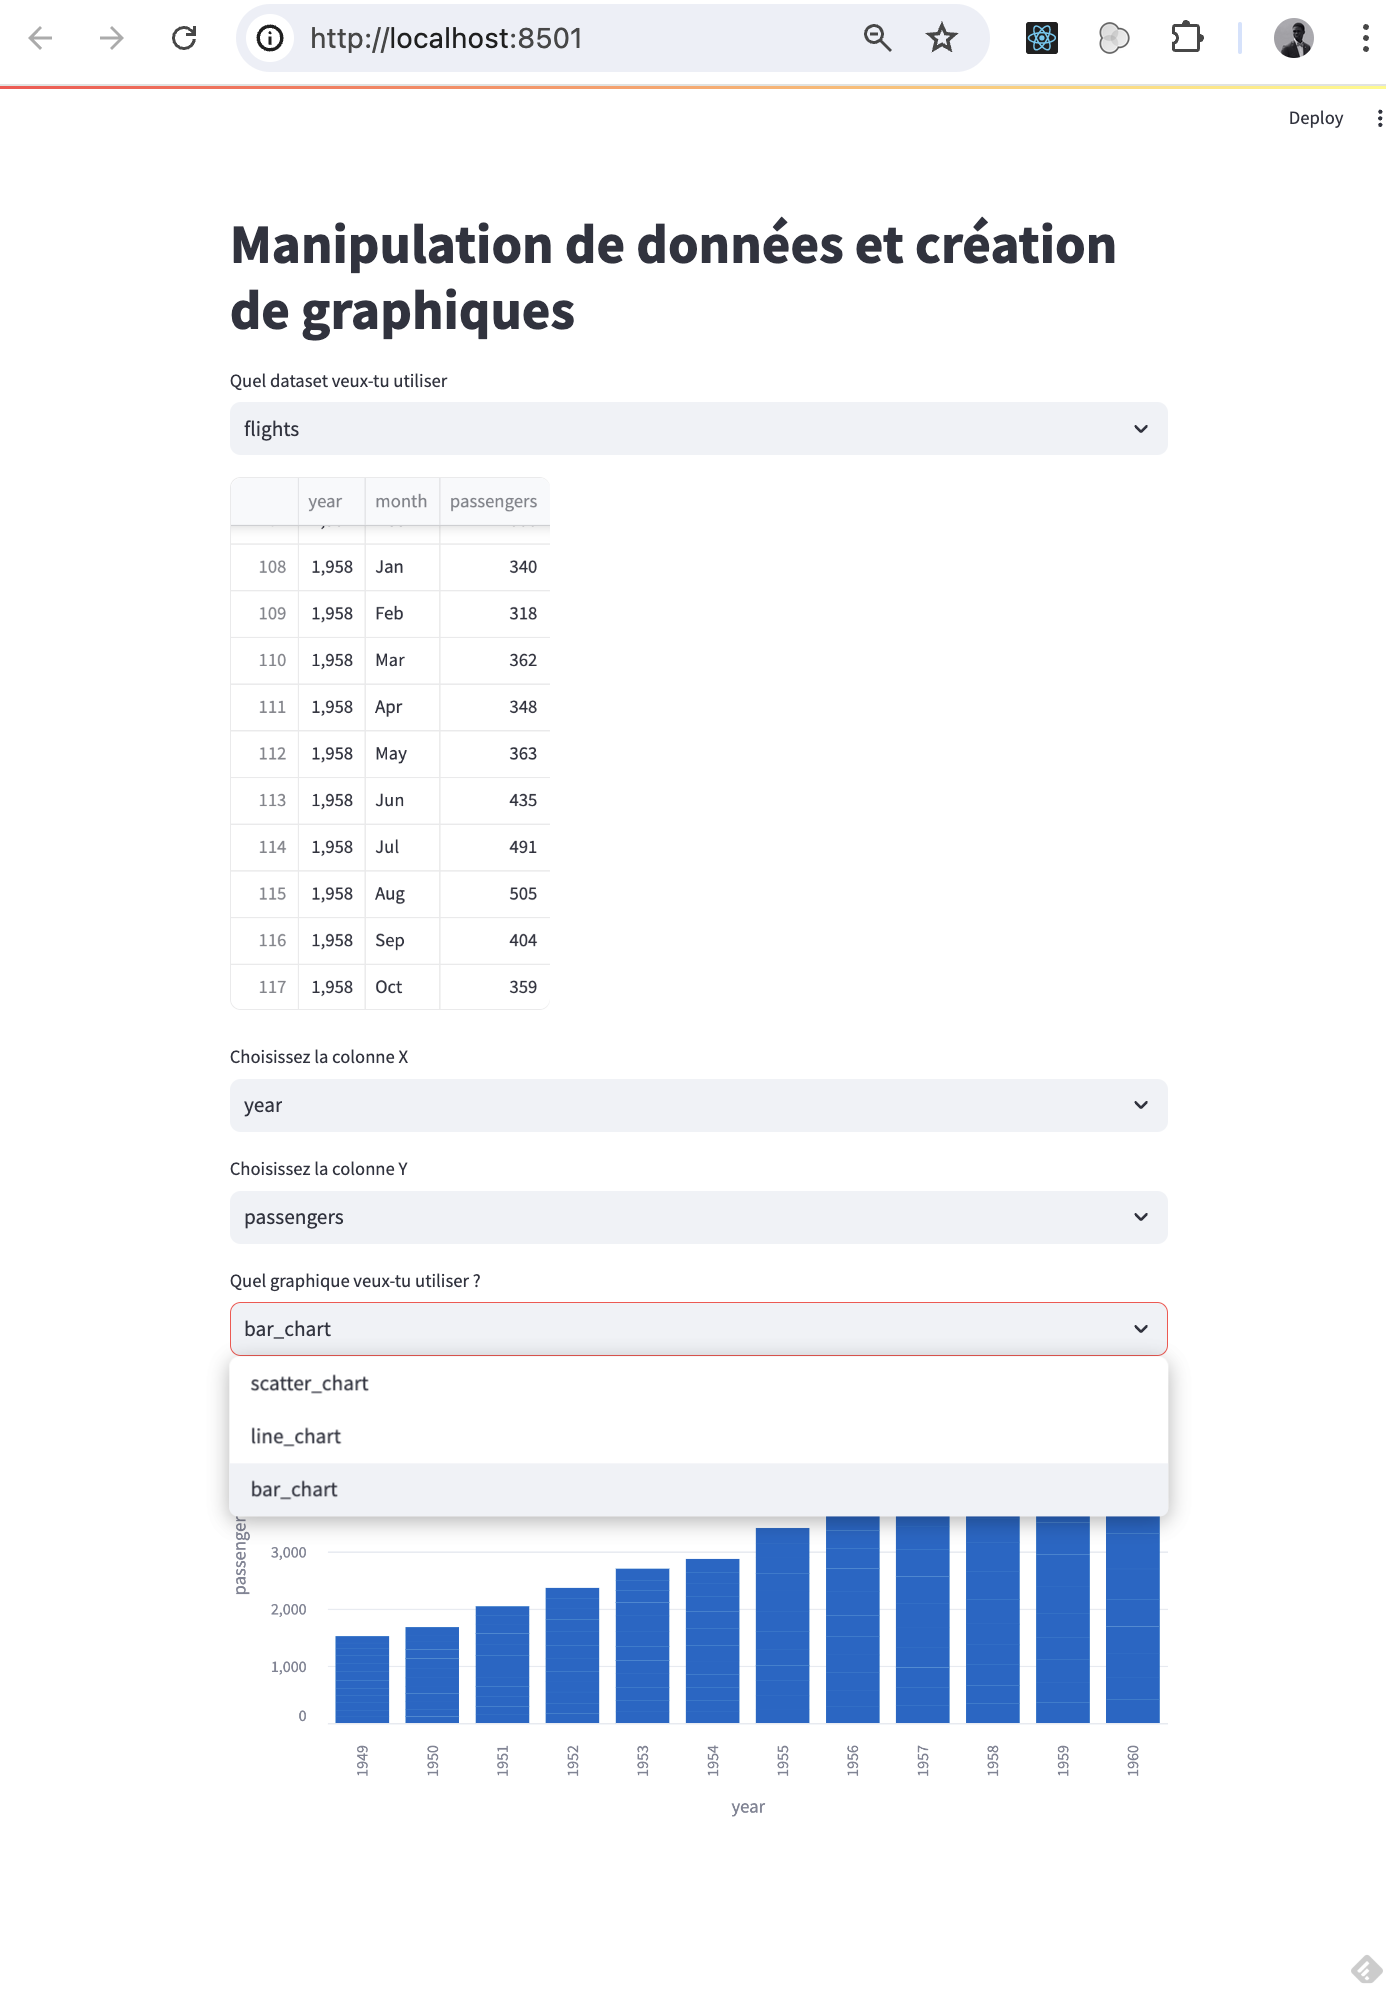 http://localhost:8501
Deploy
Manipulation de données et création
de graphiques
Quel dataset veux-tu utiliser
flights
year month passengers
108 1,958 Jan 340
109 1,958 Feb 318
110 1,958 Mar 362
111 1,958 Apr 348
112 1,958 May 363
113 1,958 Jun 435
114 1,958 Jul 491
115 1,958 Aug 505
116 1,958 Sep 404
117 1,958 Oct 359
Choisissez la colonne X
year
Choisissez la colonne Y
passengers
Quel graphique veux-tu utiliser ?
bar_chart
scatter_chart
line_chart
bar_chart
passenger
3,000
2,000
1,000
0
1949 1950 1951 1952 1953 1954 1955 1956 1957 1958 1959 1960
year